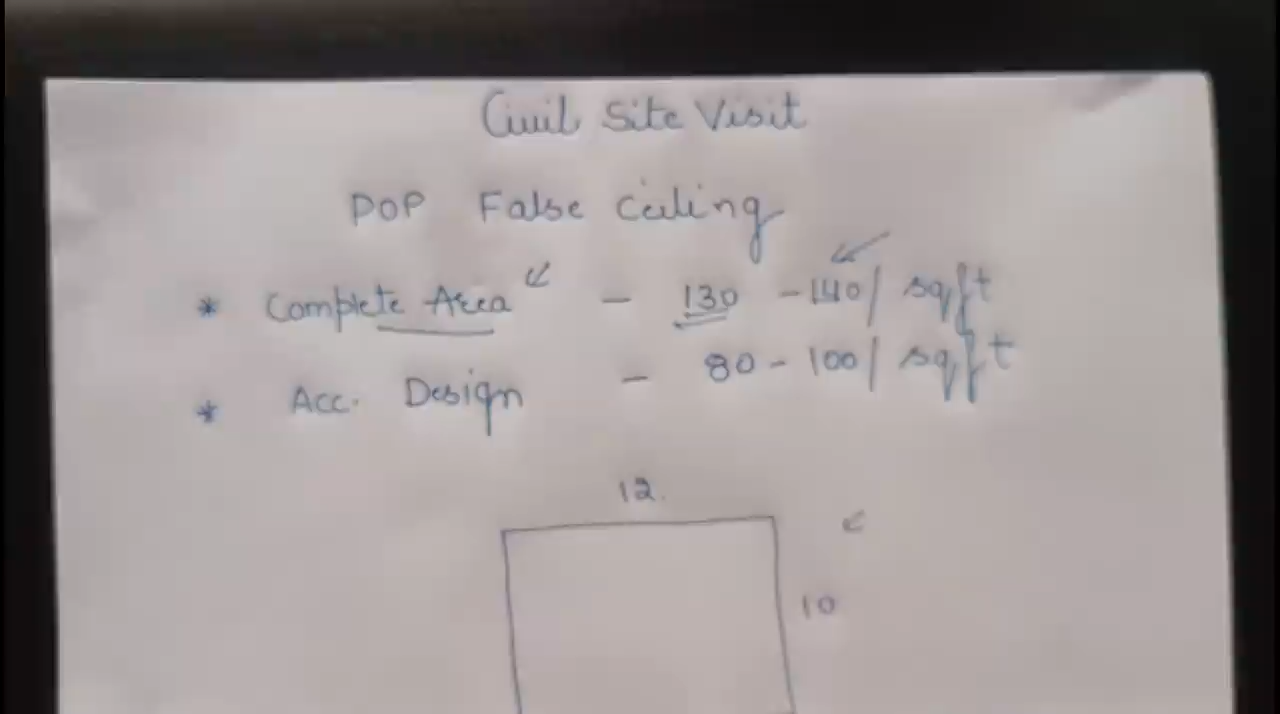 Civil Site Visit
POP False Ceiling
* Complete Area - 130 - 140/ sqft
* Acc. Design - 80 - 100/ sqft
12.
10